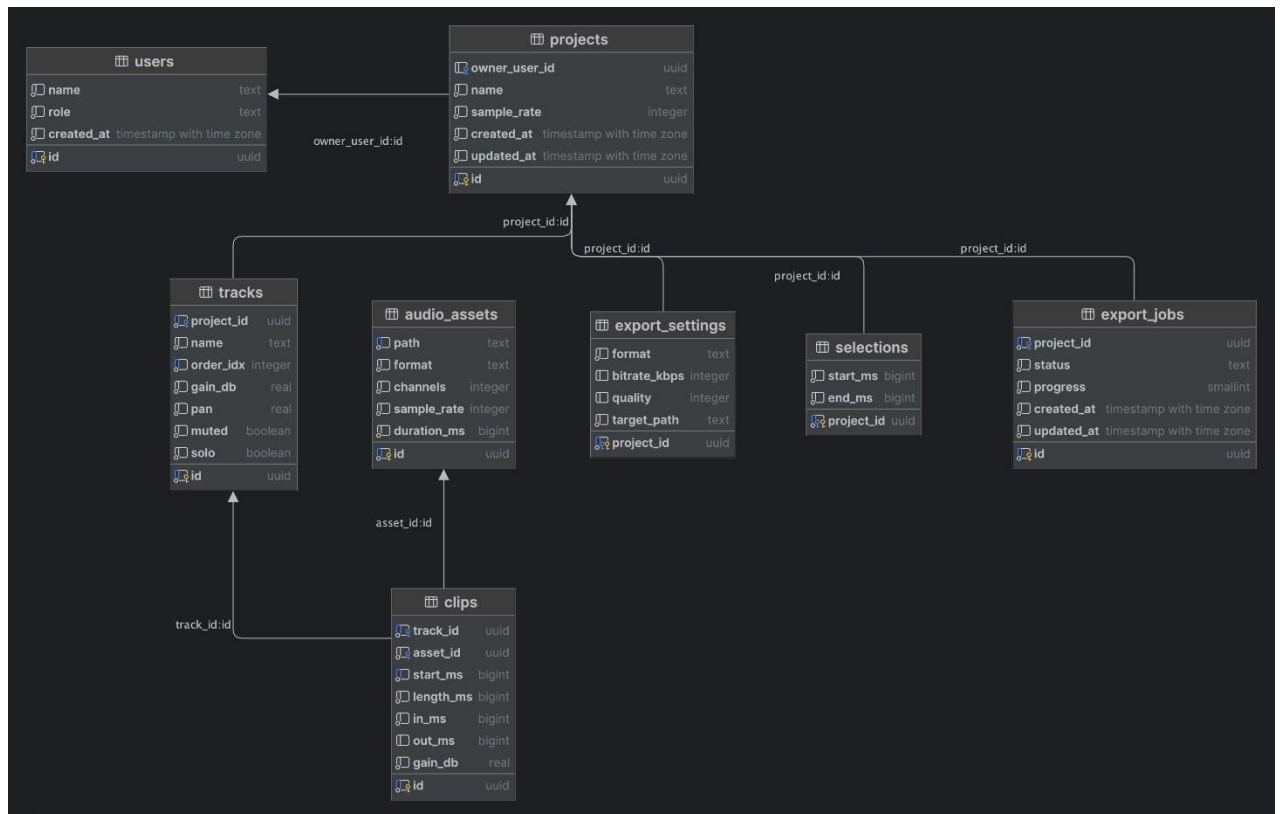 users
name text
role text
created_at timestamp with time zone
id uuid
owner_user_id:id
projects
owner_user_id uuid
name text
sample_rate integer
created_at timestamp with time zone
updated_at timestamp with time zone
id uuid
project_id:id
project_id:id
project_id:id
project_id:id
tracks
project_id uuid
name text
order_idx integer
gain_db real
pan real
muted boolean
solo boolean
id uuid
audio_assets
path text
format text
channels integer
sample_rate integer
duration_ms bigint
id uuid
export_settings
format text
bitrate_kbps integer
quality integer
target_path text
project_id uuid
selections
start_ms bigint
end_ms bigint
project_id uuid
export_jobs
project_id uuid
status text
progress smallint
created_at timestamp with time zone
updated_at timestamp with time zone
id uuid
asset_id:id
track_id:id
clips
track_id uuid
asset_id uuid
start_ms bigint
length_ms bigint
in_ms bigint
out_ms bigint
gain_db real
id uuid